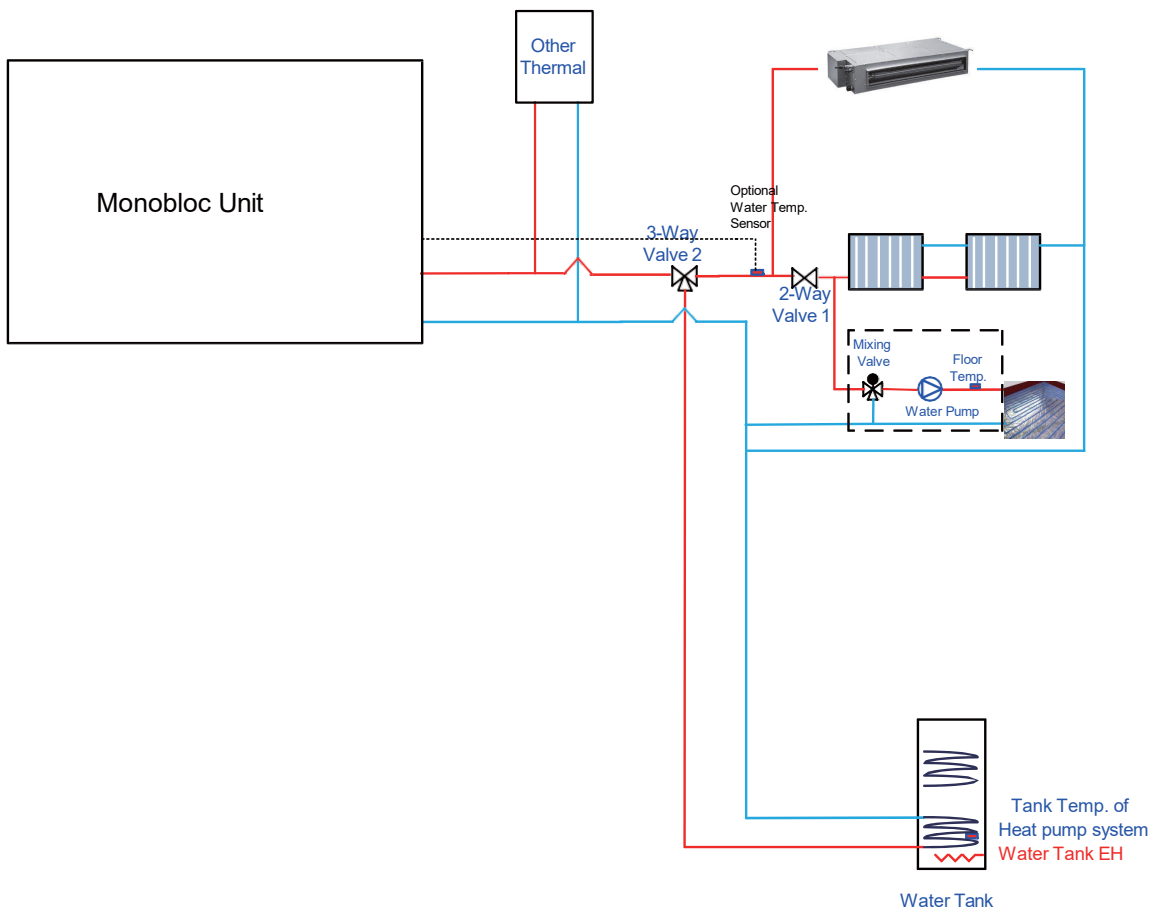 Other
Thermal
Monobloc Unit
Optional
Water Temp.
Sensor
3-Way
Valve 2
2-Way
Valve 1
Mixing
Valve
Floor
Temp.
Water Pump
Tank Temp. of
Heat pump system
Water Tank EH
Water Tank